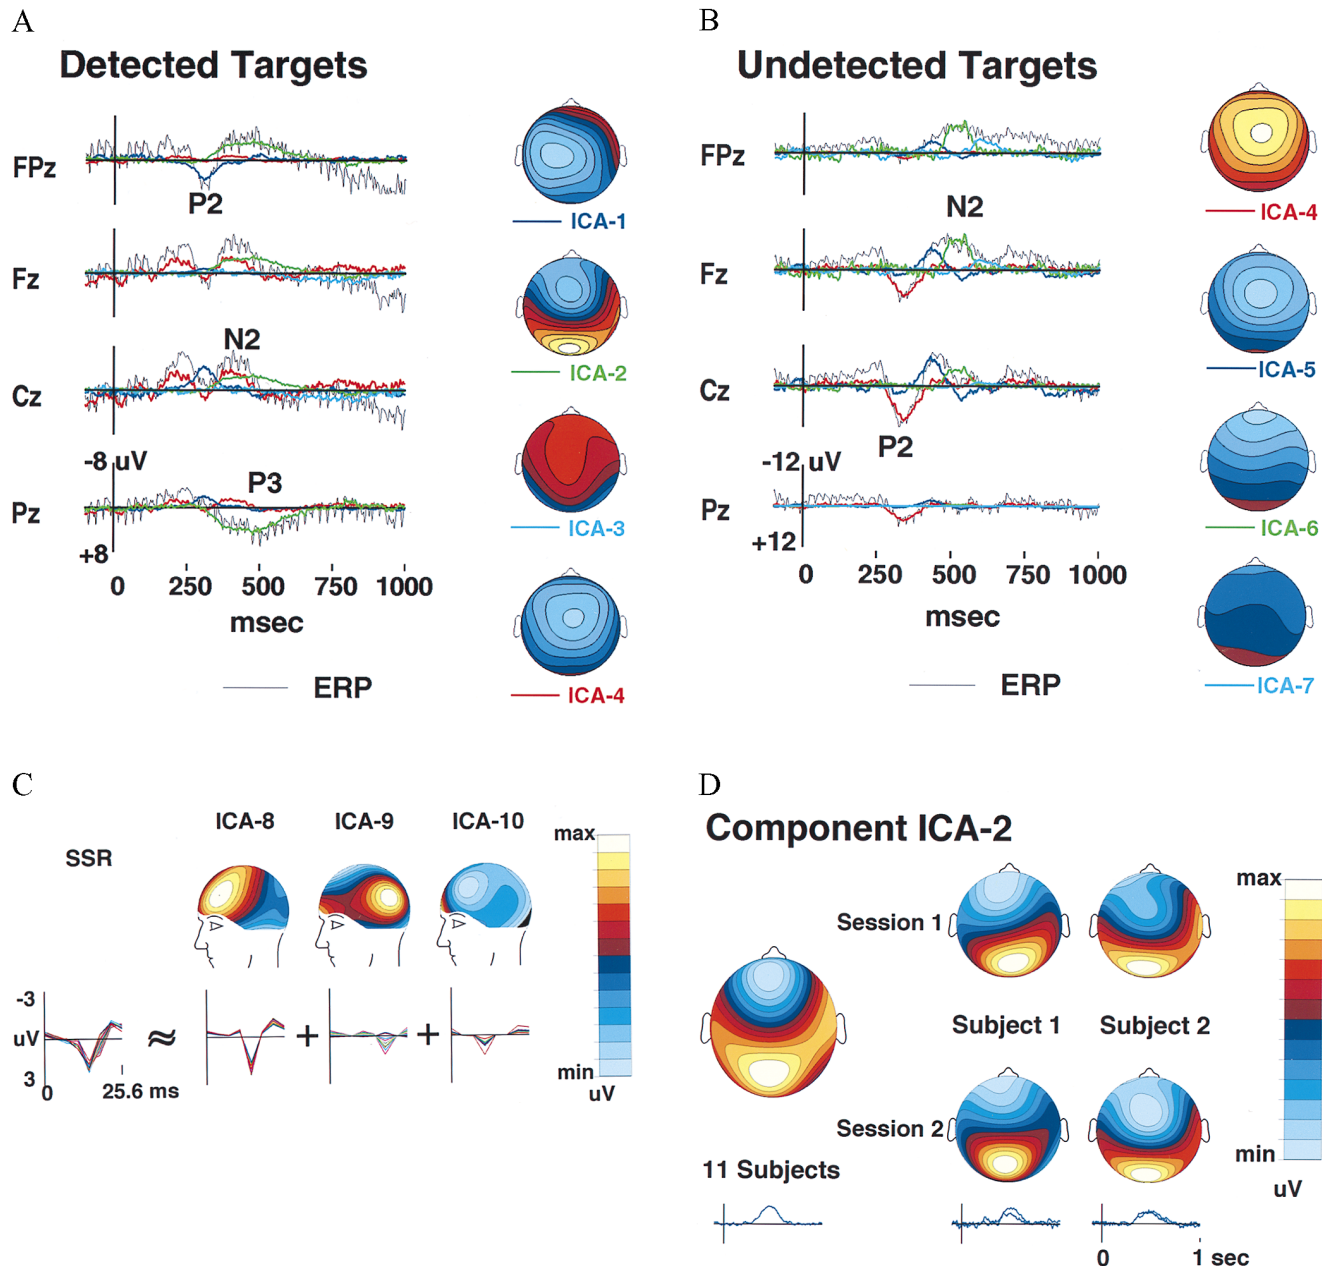 A
Detected Targets
FPz
P2
Fz
N2
Cz
-8 uV
P3
Pz
+8
0 250 500 750 1000
msec
ERP
ICA-1
ICA-2
ICA-3
ICA-4
B
Undetected Targets
FPz
N2
Fz
Cz
P2
-12 uV
Pz
+12
0 250 500 750 1000
msec
ERP
ICA-4
ICA-5
ICA-6
ICA-7
C
ICA-8 ICA-9 ICA-10
SSR
max
min
uV
-3
uV
3
0
25.6 ms
≈ + +
D
Component ICA-2
Session 1
Subject 1 Subject 2
Session 2
11 Subjects
max
min
uV
0 1 sec